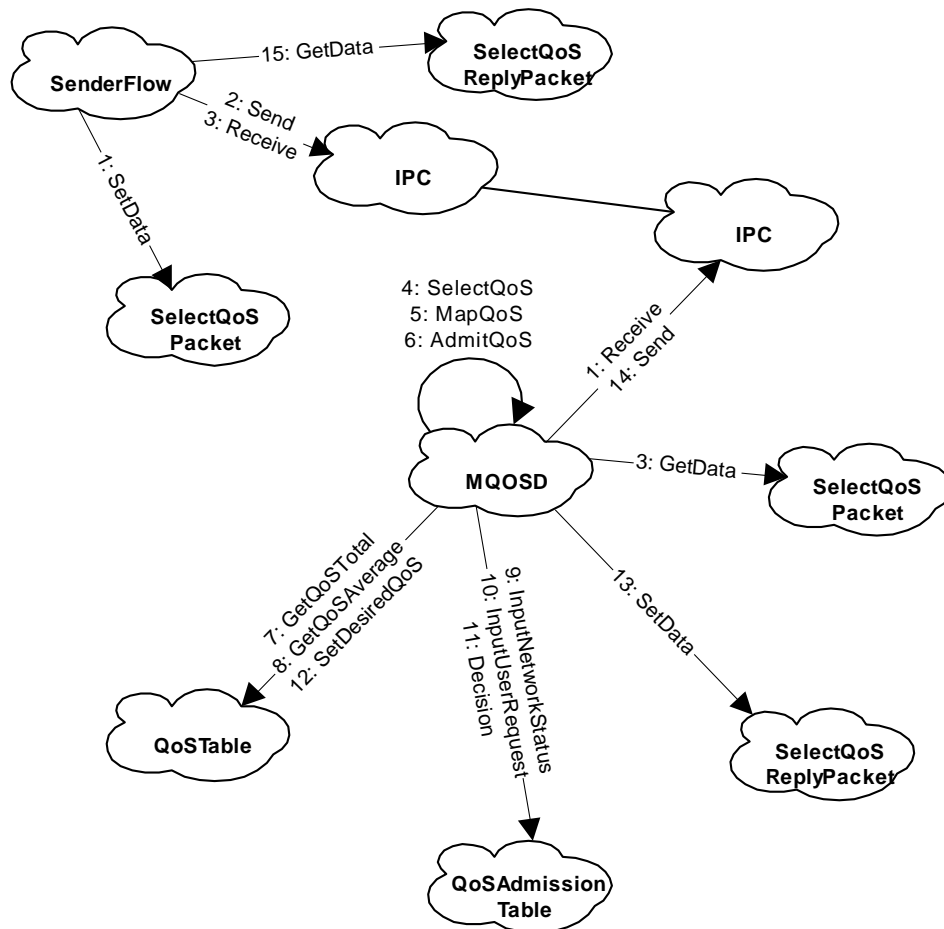 15: GetData
SelectQoS
ReplyPacket
SenderFlow
2: Send
3: Receive
IPC
1: SetData
IPC
SelectQoS
Packet
4: SelectQoS
5: MapQoS
6: AdmitQoS
1: Receive
14: Send
MQOSD
3: GetData
SelectQoS
Packet
7: GetQoSTotal
8: GetQoSAverage
12: SetDesiredQoS
9: InputNetworkStatus
10: InputUserRequest
11: Decision
13: SetData
QoSTable
SelectQoS
ReplyPacket
QoSAdmission
Table